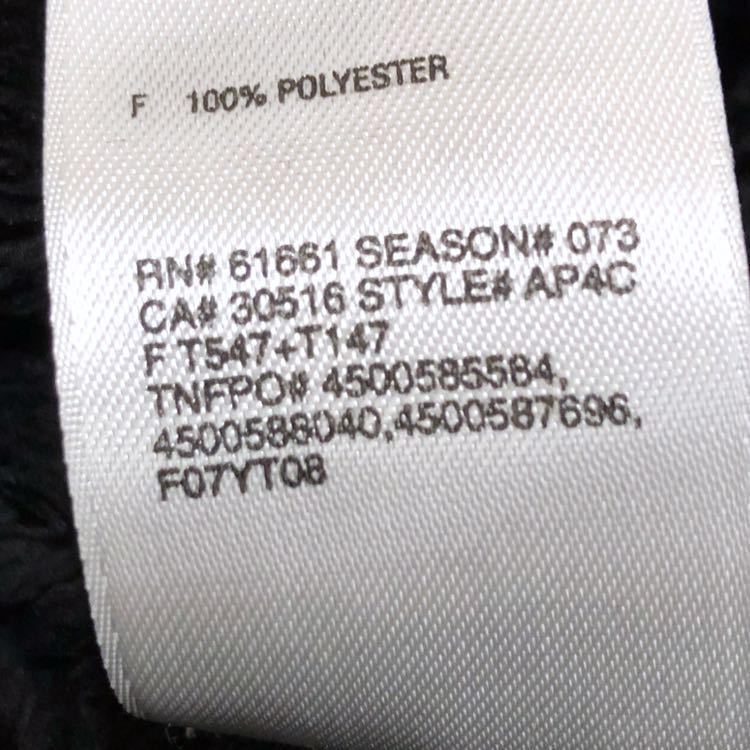 F 100% POLYESTER
RN# 61661 SEASON# 073
CA# 30516 STYLE# AP4C
F T547+T147
TNFPO# 4500585584,
4500588040,4500587696,
F07YT08